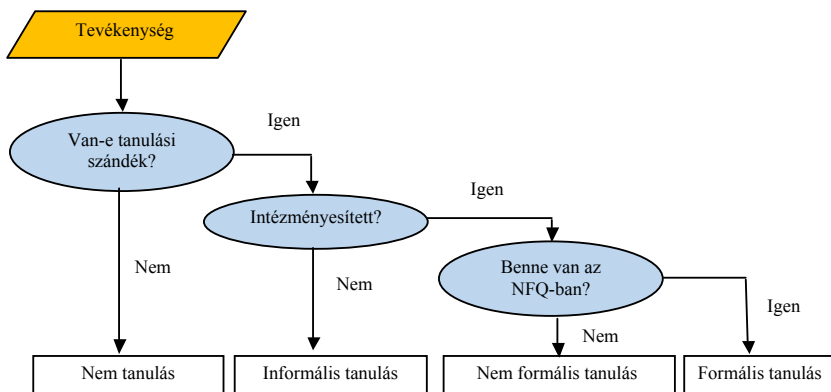 Tevékenység
Van-e tanulási
szándék?
Igen
Intézményesített?
Igen
Nem
Benne van az
NFQ-ban?
Nem
Igen
Nem
Nem tanulás
Informális tanulás
Nem formális tanulás
Formális tanulás